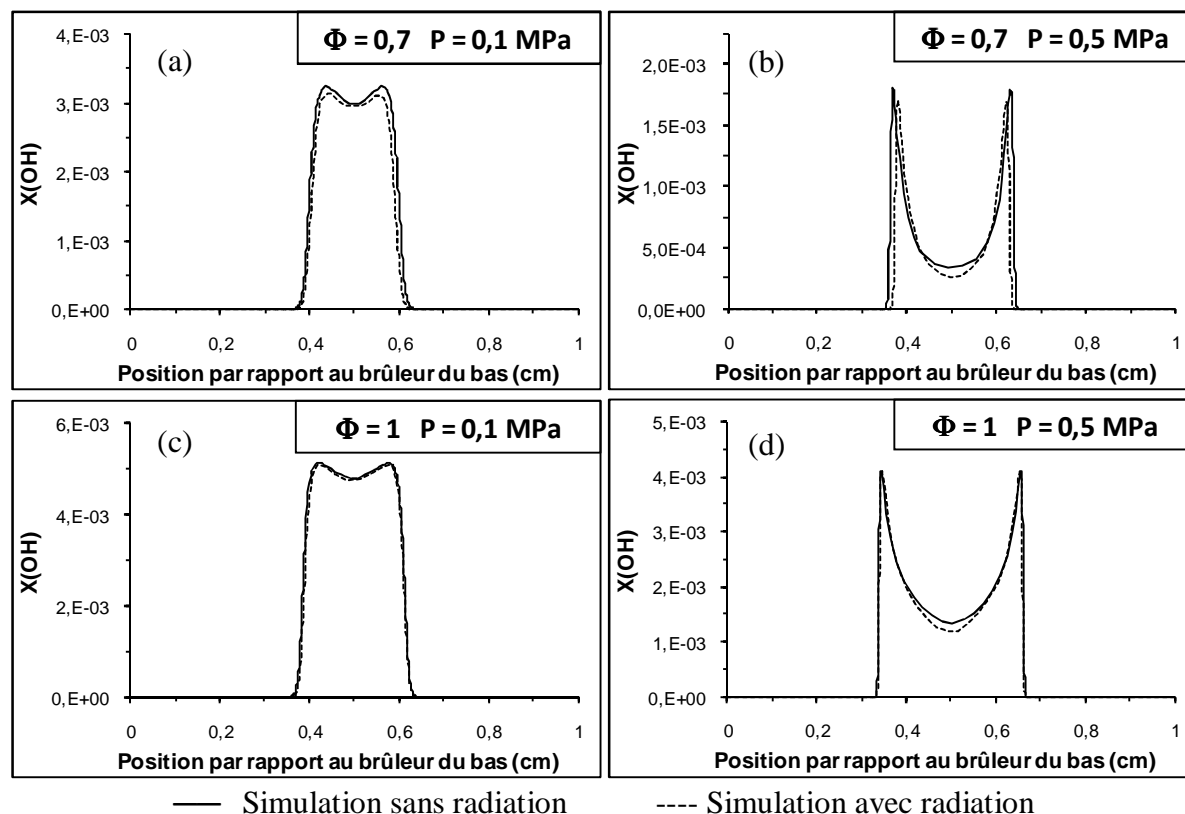 Φ = 0,7 P = 0,1 MPa
(a)
4,E-03
3,E-03
2,E-03
1,E-03
0,E+00
X(OH)
0 0,2 0,4 0,6 0,8 1
Position par rapport au brûleur du bas (cm)
Φ = 0,7 P = 0,5 MPa
(b)
2,0E-03
1,5E-03
1,0E-03
5,0E-04
0,0E+00
X(OH)
0 0,2 0,4 0,6 0,8 1
Position par rapport au brûleur du bas (cm)
Φ = 1 P = 0,1 MPa
(c)
6,E-03
4,E-03
2,E-03
0,E+00
X(OH)
0 0,2 0,4 0,6 0,8 1
Position par rapport au brûleur du bas (cm)
Φ = 1 P = 0,5 MPa
(d)
5,E-03
4,E-03
3,E-03
2,E-03
1,E-03
0,E+00
X(OH)
0 0,2 0,4 0,6 0,8 1
Position par rapport au brûleur du bas (cm)
Simulation sans radiation ---- Simulation avec radiation